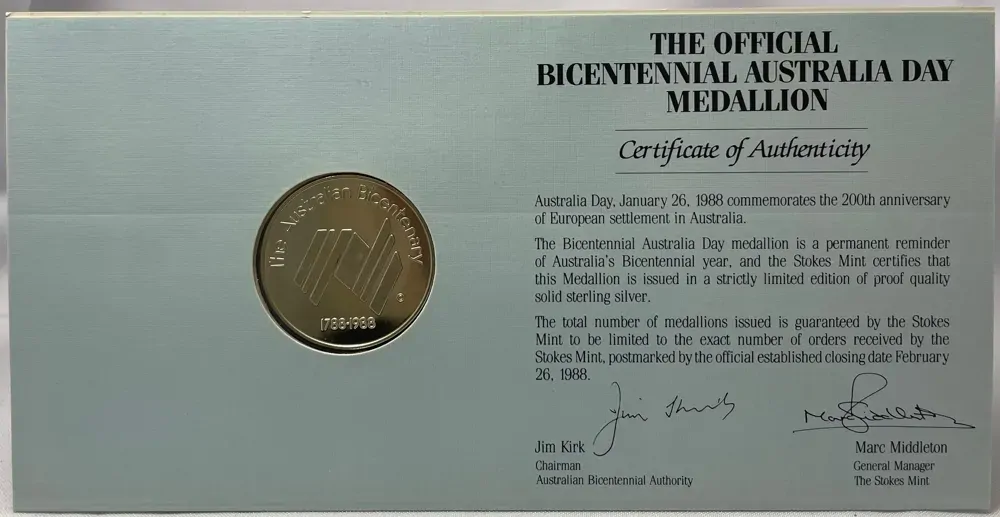 The Australian Bicentenary
1788-1988
THE OFFICIAL
BICENTENNIAL AUSTRALIA DAY
MEDALLION
Certificate of Authenticity
Australia Day, January 26, 1988 commemorates the 200th anniversary
of European settlement in Australia.
The Bicentennial Australia Day medallion is a permanent reminder
of Australia's Bicentennial year, and the Stokes Mint certifies that
this Medallion is issued in a strictly limited edition of proof quality
solid sterling silver.
The total number of medallions issued is guaranteed by the Stokes
Mint to be limited to the exact number of orders received by the
Stokes Mint, postmarked by the official established closing date February
26, 1988.
Jim Kirk
Chairman
Australian Bicentennial Authority
Marc Middleton
General Manager
The Stokes Mint